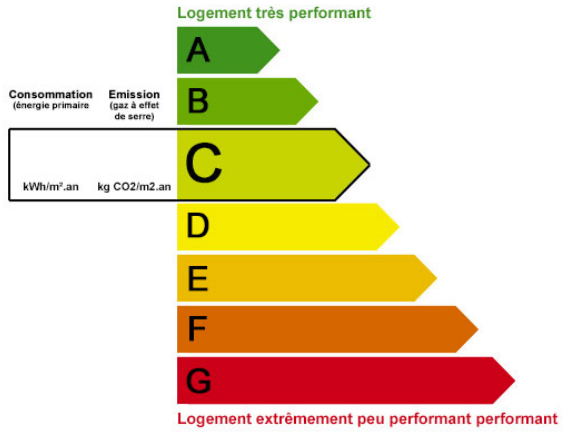 Logement très performant
A
B
Consommation
(énergie primaire
Emission
(gaz à effet
de serre)
C
kWh/m².an
kg CO2/m2.an
D
E
F
G
Logement extrêmement peu performant performant